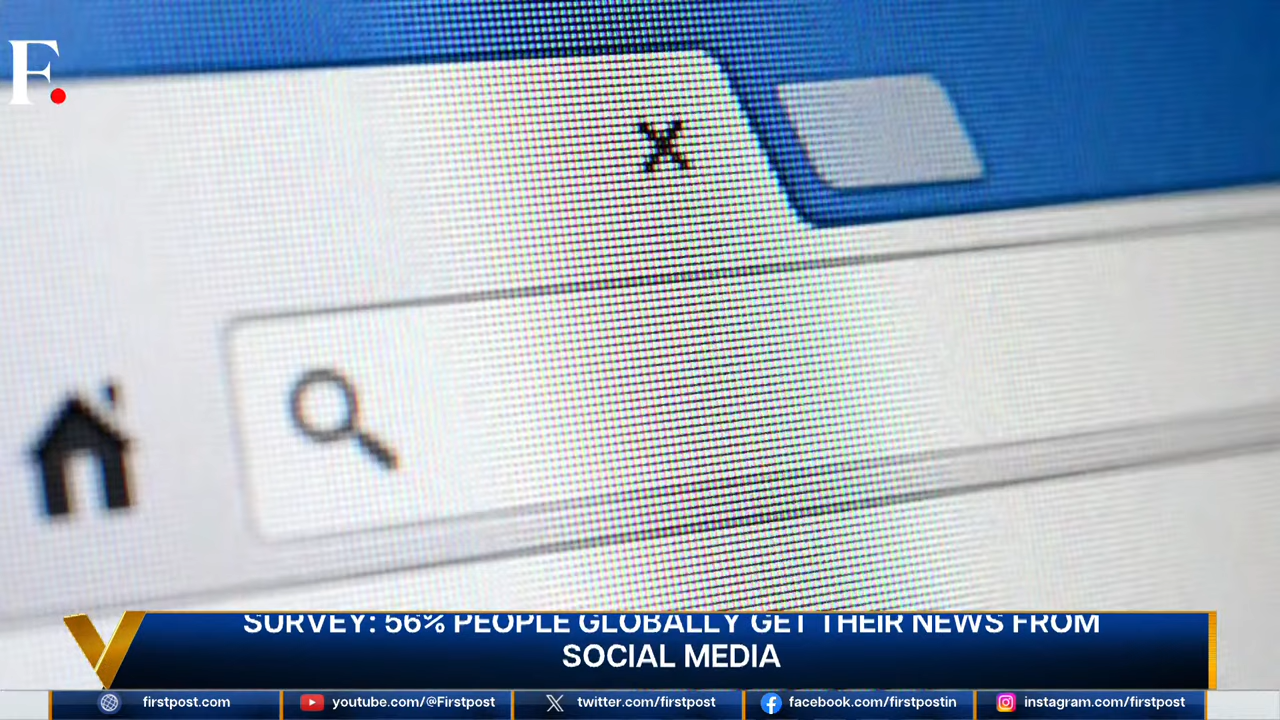 F.
X
SURVEY: 56% PEOPLE GLOBALLY GET THEIR NEWS FROM
SOCIAL MEDIA
firstpost.com
youtube.com/@Firstpost
twitter.com/firstpost
facebook.com/firstpostin
instagram.com/firstpost